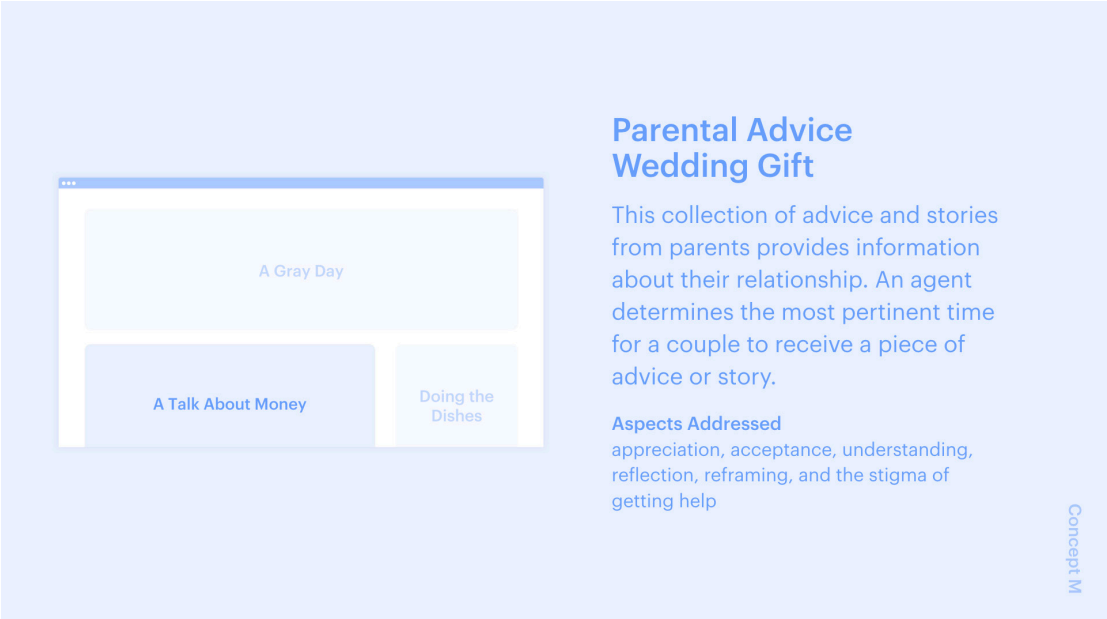 A Gray Day
A Talk About Money
Doing the
Dishes
Parental Advice
Wedding Gift
This collection of advice and stories
from parents provides information
about their relationship. An agent
determines the most pertinent time
for a couple to receive a piece of
advice or story.
Aspects Addressed
appreciation, acceptance, understanding,
reflection, reframing, and the stigma of
getting help
Concept M